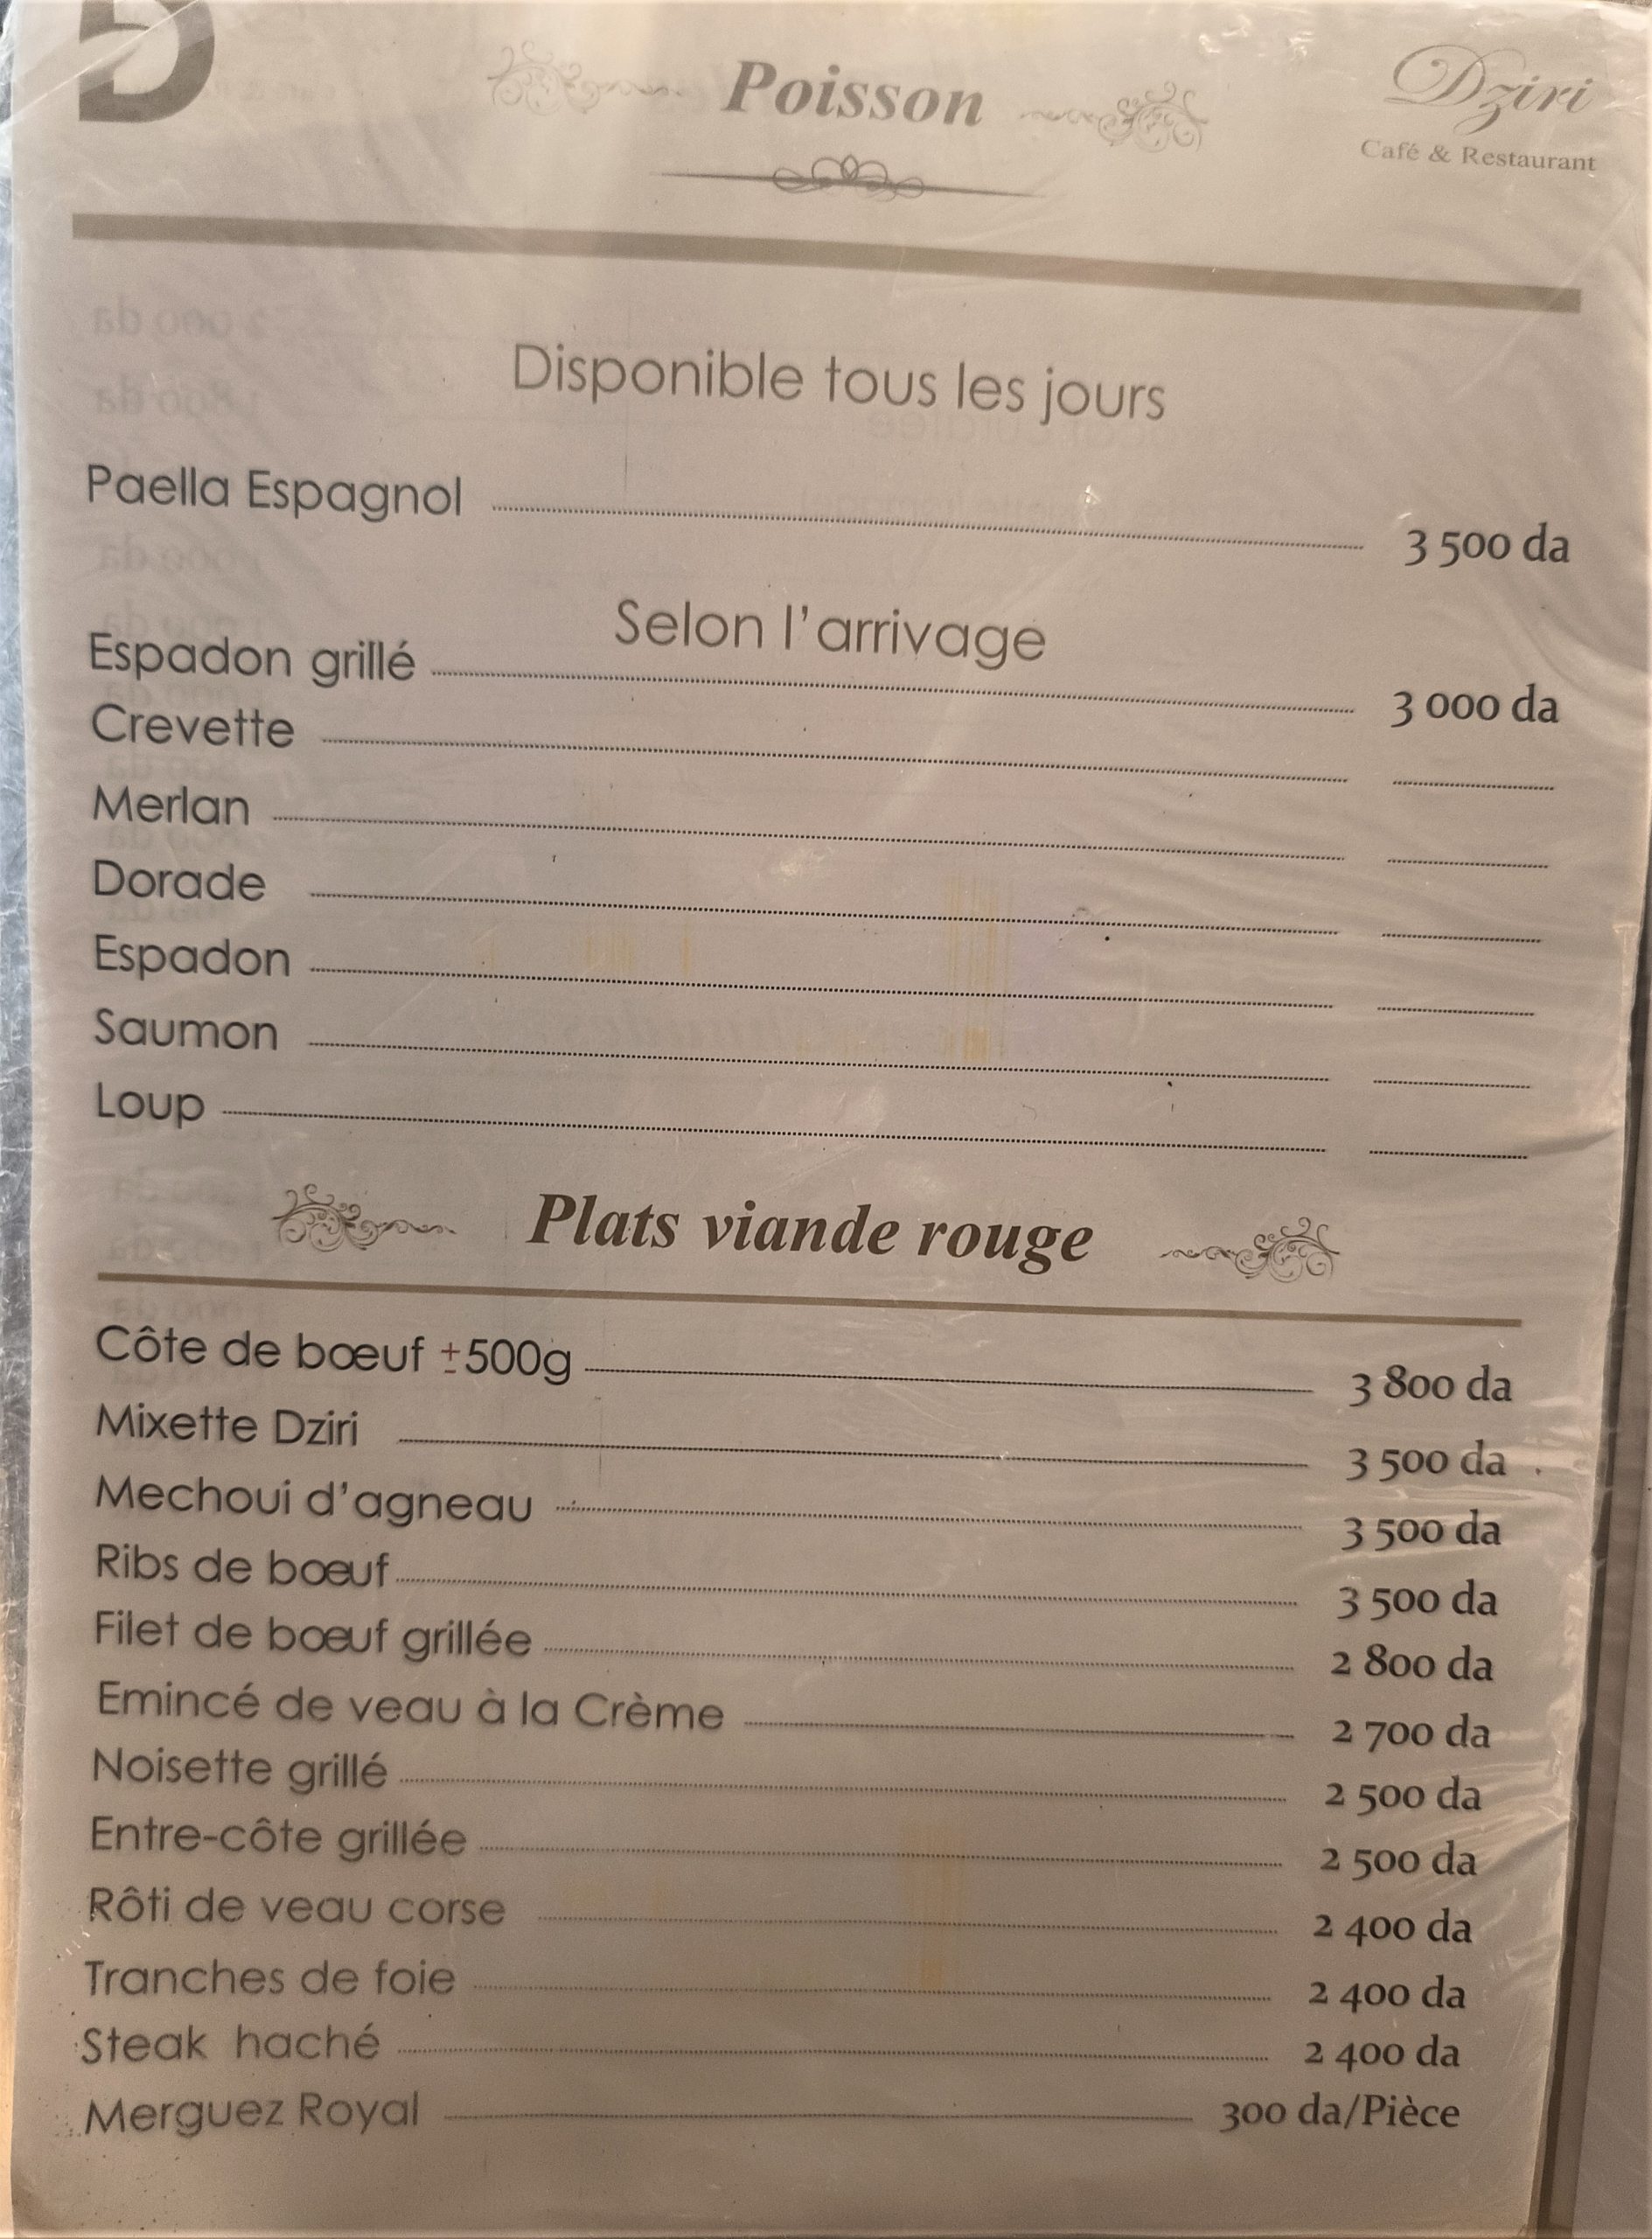 D
Poisson
Dziri
Café & Restaurant
Disponible tous les jours
Paella Espagnol 3 500 da
Selon l'arrivage
Espadon grillé 3 000 da
Crevette
Merlan
Dorade
Espadon
Saumon
Loup
Plats viande rouge
Côte de bœuf ±500g 3 800 da
Mixette Dziri 3 500 da
Mechoui d'agneau 3 500 da
Ribs de bœuf 3 500 da
Filet de bœuf grillée 2 800 da
Emincé de veau à la Crème 2 700 da
Noisette grillé 2 500 da
Entre-côte grillée 2 500 da
Rôti de veau corse 2 400 da
Tranches de foie 2 400 da
Steak haché 2 400 da
Merguez Royal 300 da/Pièce